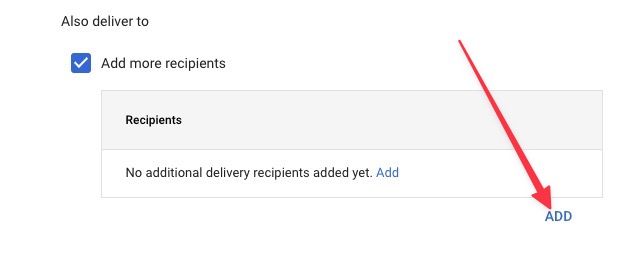 Also deliver to
Add more recipients
Recipients
No additional delivery recipients added yet. Add
ADD